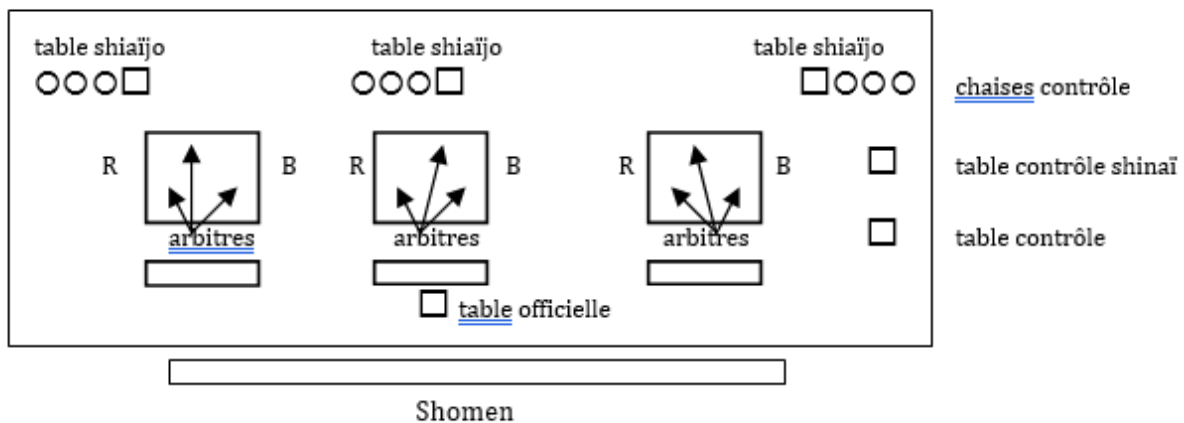 table shiaïjo
table shiaïjo
table shiaïjo
chaises contrôle
R
B
R
B
R
B
table contrôle shinaï
arbitres
arbitres
arbitres
table contrôle
table officielle
Shomen